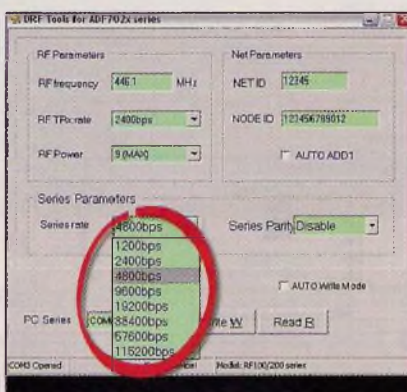 DRF Tools for ADF702x series
RF Parameters
RF frequency 446.1 MHz
RF TRx rate 2400bps
RF Power 9 (MAX)
Net Parameters
NET ID 12345
NODE ID 123456789012
AUTO ADD1
Series Parameters
Series rate 4800bps
Series Parity Disable
1200bps
2400bps
4800bps
9600bps
19200bps
38400bps
57600bps
115200bps
AUTO Write Mode
PC Series COM
Write W
Read R
COM3 Opened
Model: RF100/200 series